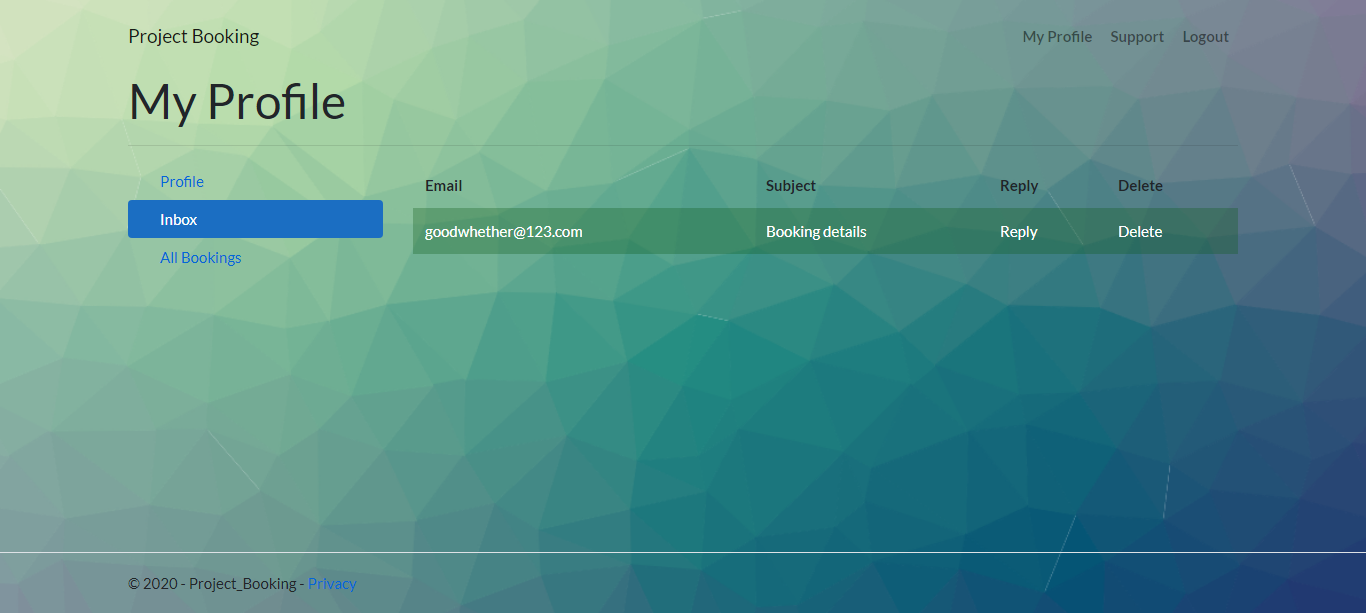 Project Booking My Profile Support Logout
My Profile
Profile
Inbox
All Bookings
Email Subject Reply Delete
goodwhether@123.com Booking details Reply Delete
© 2020 - Project_Booking - Privacy